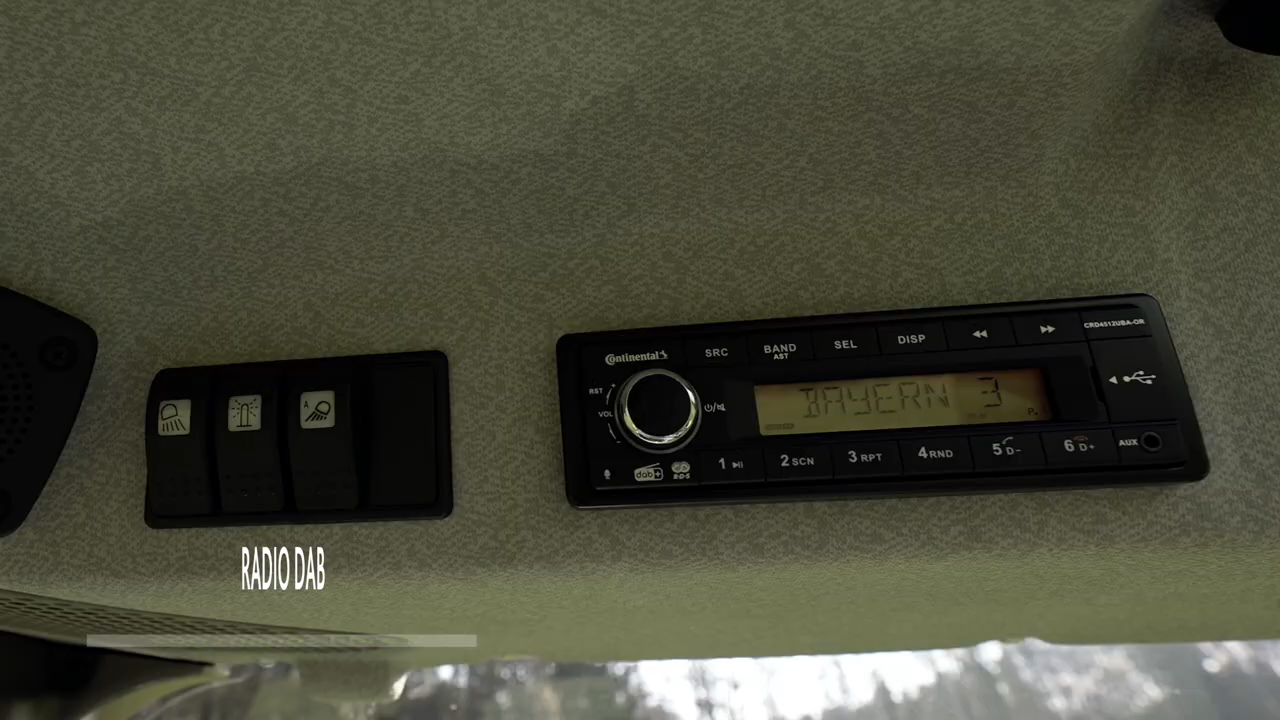 Continental
SRC
BAND
AST
SEL
DISP
CRD4512UBA-OR
RST
VOL
BAYERN 3
dab+
RDS
1
2 SCN
3 RPT
4 RND
5 D-
6 D+
AUX
A
RADIO DAB